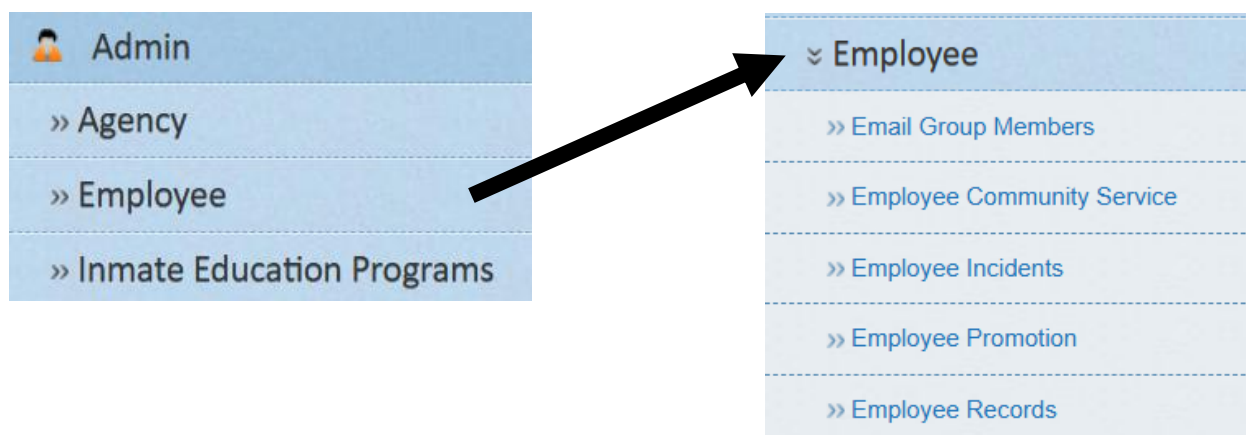 Admin
» Agency
» Employee
» Inmate Education Programs
Employee
» Email Group Members
» Employee Community Service
» Employee Incidents
» Employee Promotion
» Employee Records